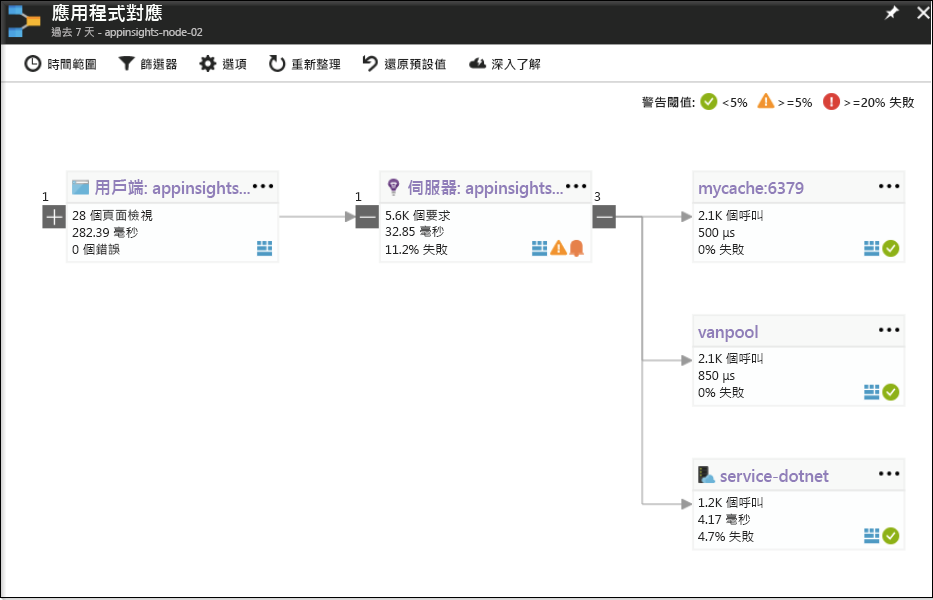 應用程式對應
過去 7 天 - appinsights-node-02
時間範圍 篩選器 選項 重新整理 還原預設值 深入了解
警告閾值: <5% >=5% >=20% 失敗
1
用戶端: appinsights...
28 個頁面檢視
282.39 毫秒
0 個錯誤
1
伺服器: appinsights...
5.6K 個要求
32.85 毫秒
11.2% 失敗
3
mycache:6379
2.1K 個呼叫
500 µs
0% 失敗
vanpool
2.1K 個呼叫
850 µs
0% 失敗
service-dotnet
1.2K 個呼叫
4.17 毫秒
4.7% 失敗